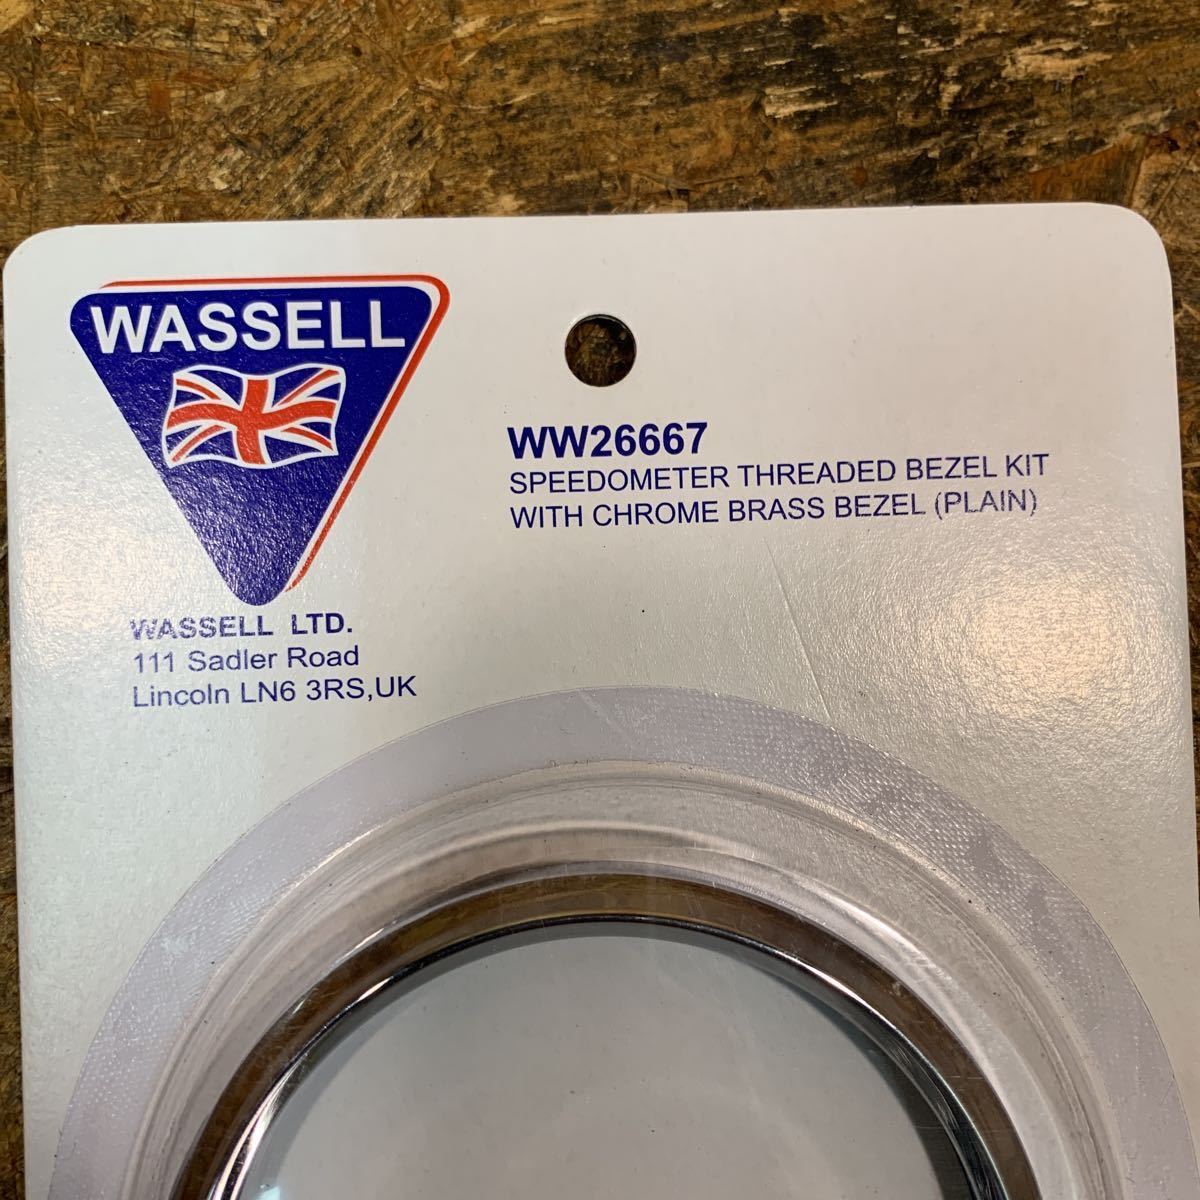 WASSELL
WW26667
SPEEDOMETER THREADED BEZEL KIT
WITH CHROME BRASS BEZEL (PLAIN)
WASSELL LTD.
111 Sadler Road
Lincoln LN6 3RS,UK